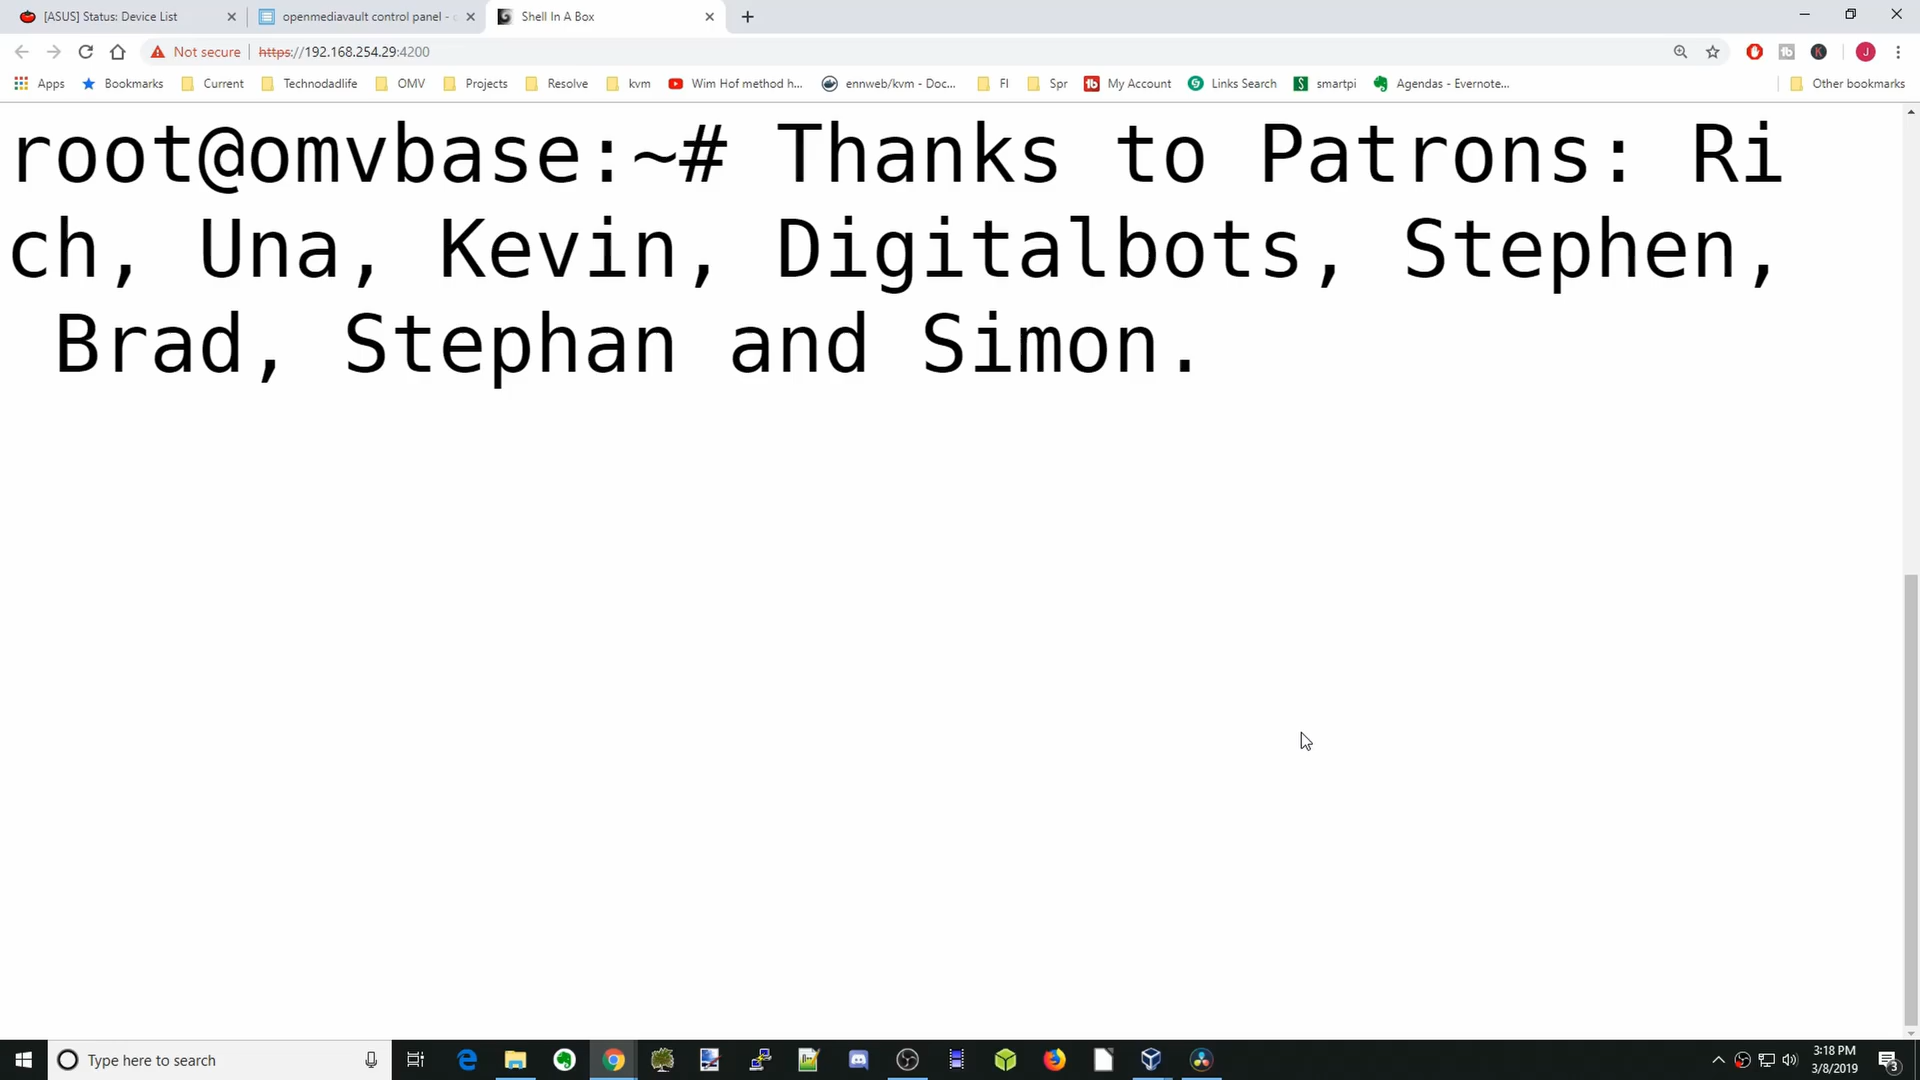 [ASUS] Status: Device List
openmediavault control panel -
Shell In A Box
Not secure
https://192.168.254.29:4200
Apps
Bookmarks
Current
Technodadlife
OMV
Projects
Resolve
kvm
Wim Hof method h...
ennweb/kvm - Doc...
FI
Spr
My Account
Links Search
smartpi
Agendas - Evernote...
Other bookmarks
root@omvbase:~# Thanks to Patrons: Ri
ch, Una, Kevin, Digitalbots, Stephen,
Brad, Stephan and Simon.
Type here to search
3:18 PM
3/8/2019
3